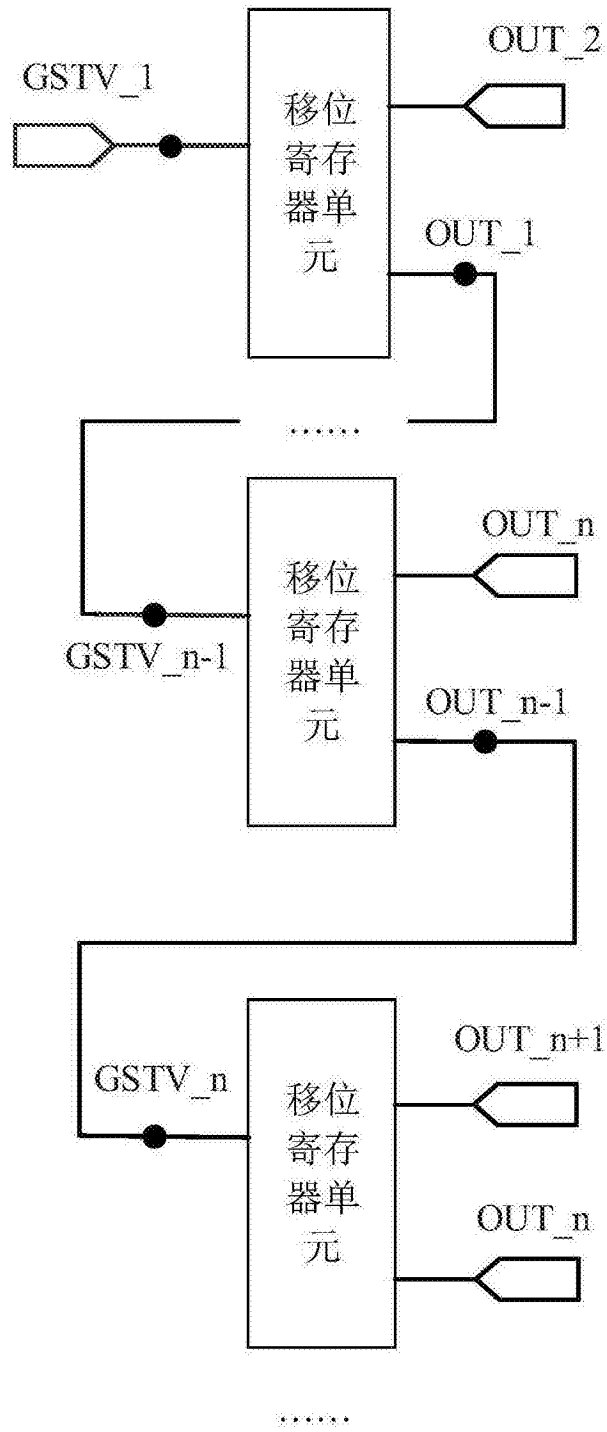 GSTV_1
OUT_2
移位
寄存
器单
元
OUT_1
......
OUT_n
移位
寄存
器单
元
GSTV_n-1
OUT_n-1
OUT_n+1
GSTV_n
移位
寄存
器单
元
OUT_n
......